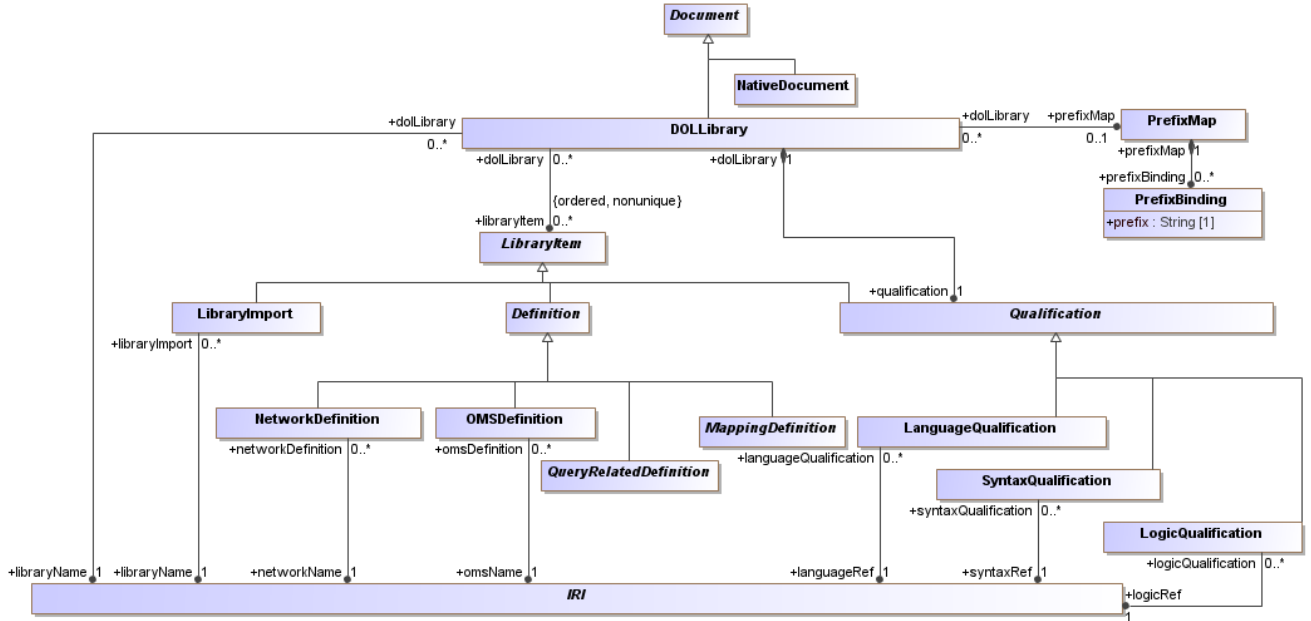 Document
NativeDocument
+dolLibrary
0..*
DOLLibrary
+dolLibrary
0..*
+prefixMap
0..1
PrefixMap
+dolLibrary 0..*
+dolLibrary 1
+prefixMap 1
+prefixBinding 0..*
PrefixBinding
+prefix : String [1]
{ordered, nonunique}
+libraryItem 0..*
LibraryItem
+qualification 1
LibraryImport
Definition
Qualification
+libraryImport 0..*
NetworkDefinition
OMSDefinition
MappingDefinition
LanguageQualification
+networkDefinition 0..*
+omsDefinition 0..*
+languageQualification 0..*
QueryRelatedDefinition
SyntaxQualification
+syntaxQualification 0..*
LogicQualification
+logicQualification 0..*
+libraryName 1
+libraryName 1
+networkName 1
+omsName 1
+languageRef 1
+syntaxRef 1
IRI
+logicRef
1